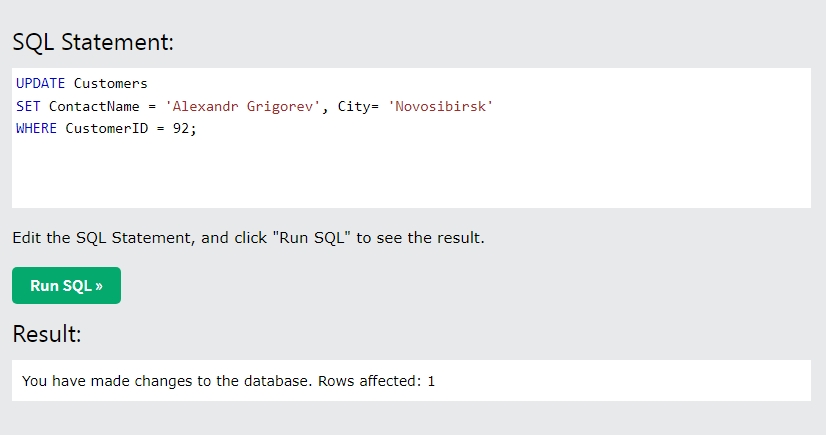 SQL Statement:
UPDATE Customers
SET ContactName = 'Alexandr Grigorev', City= 'Novosibirsk'
WHERE CustomerID = 92;
Edit the SQL Statement, and click "Run SQL" to see the result.
Run SQL »
Result:
You have made changes to the database. Rows affected: 1